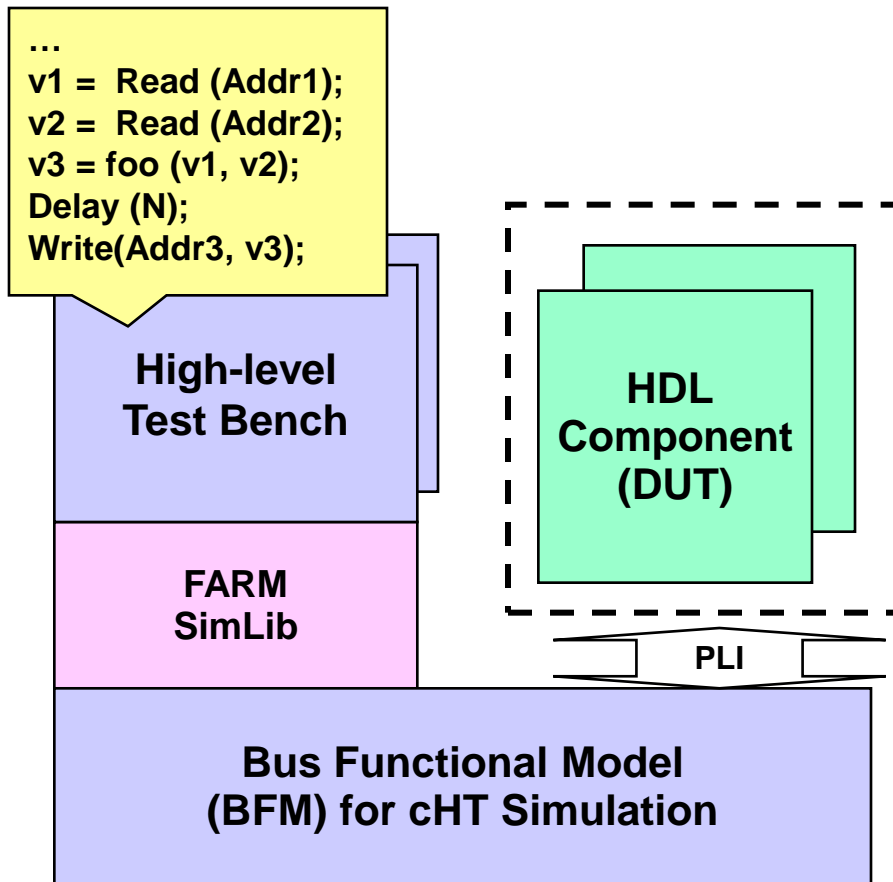 …
v1 = Read (Addr1);
v2 = Read (Addr2);
v3 = foo (v1, v2);
Delay (N);
Write(Addr3, v3);
High-level
Test Bench
HDL
Component
(DUT)
FARM
SimLib
PLI
Bus Functional Model
(BFM) for cHT Simulation